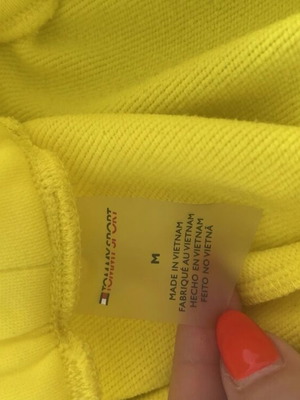 TOMMY SPORT
M
MADE IN VIETNAM
FABRIQUÉ AU VIETNAM
HECHO EN VIETNAM
FEITO NO VIETNÃ